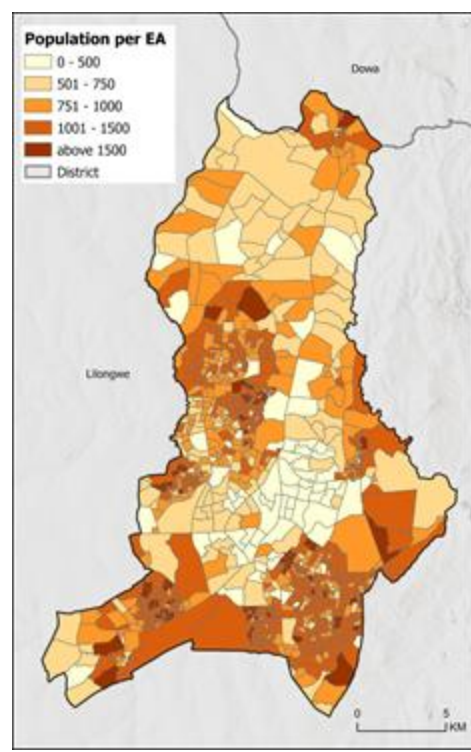 Population per EA
0 - 500
501 - 750
751 - 1000
1001 - 1500
above 1500
District
Dowa
Lilongwe
0 5
KM